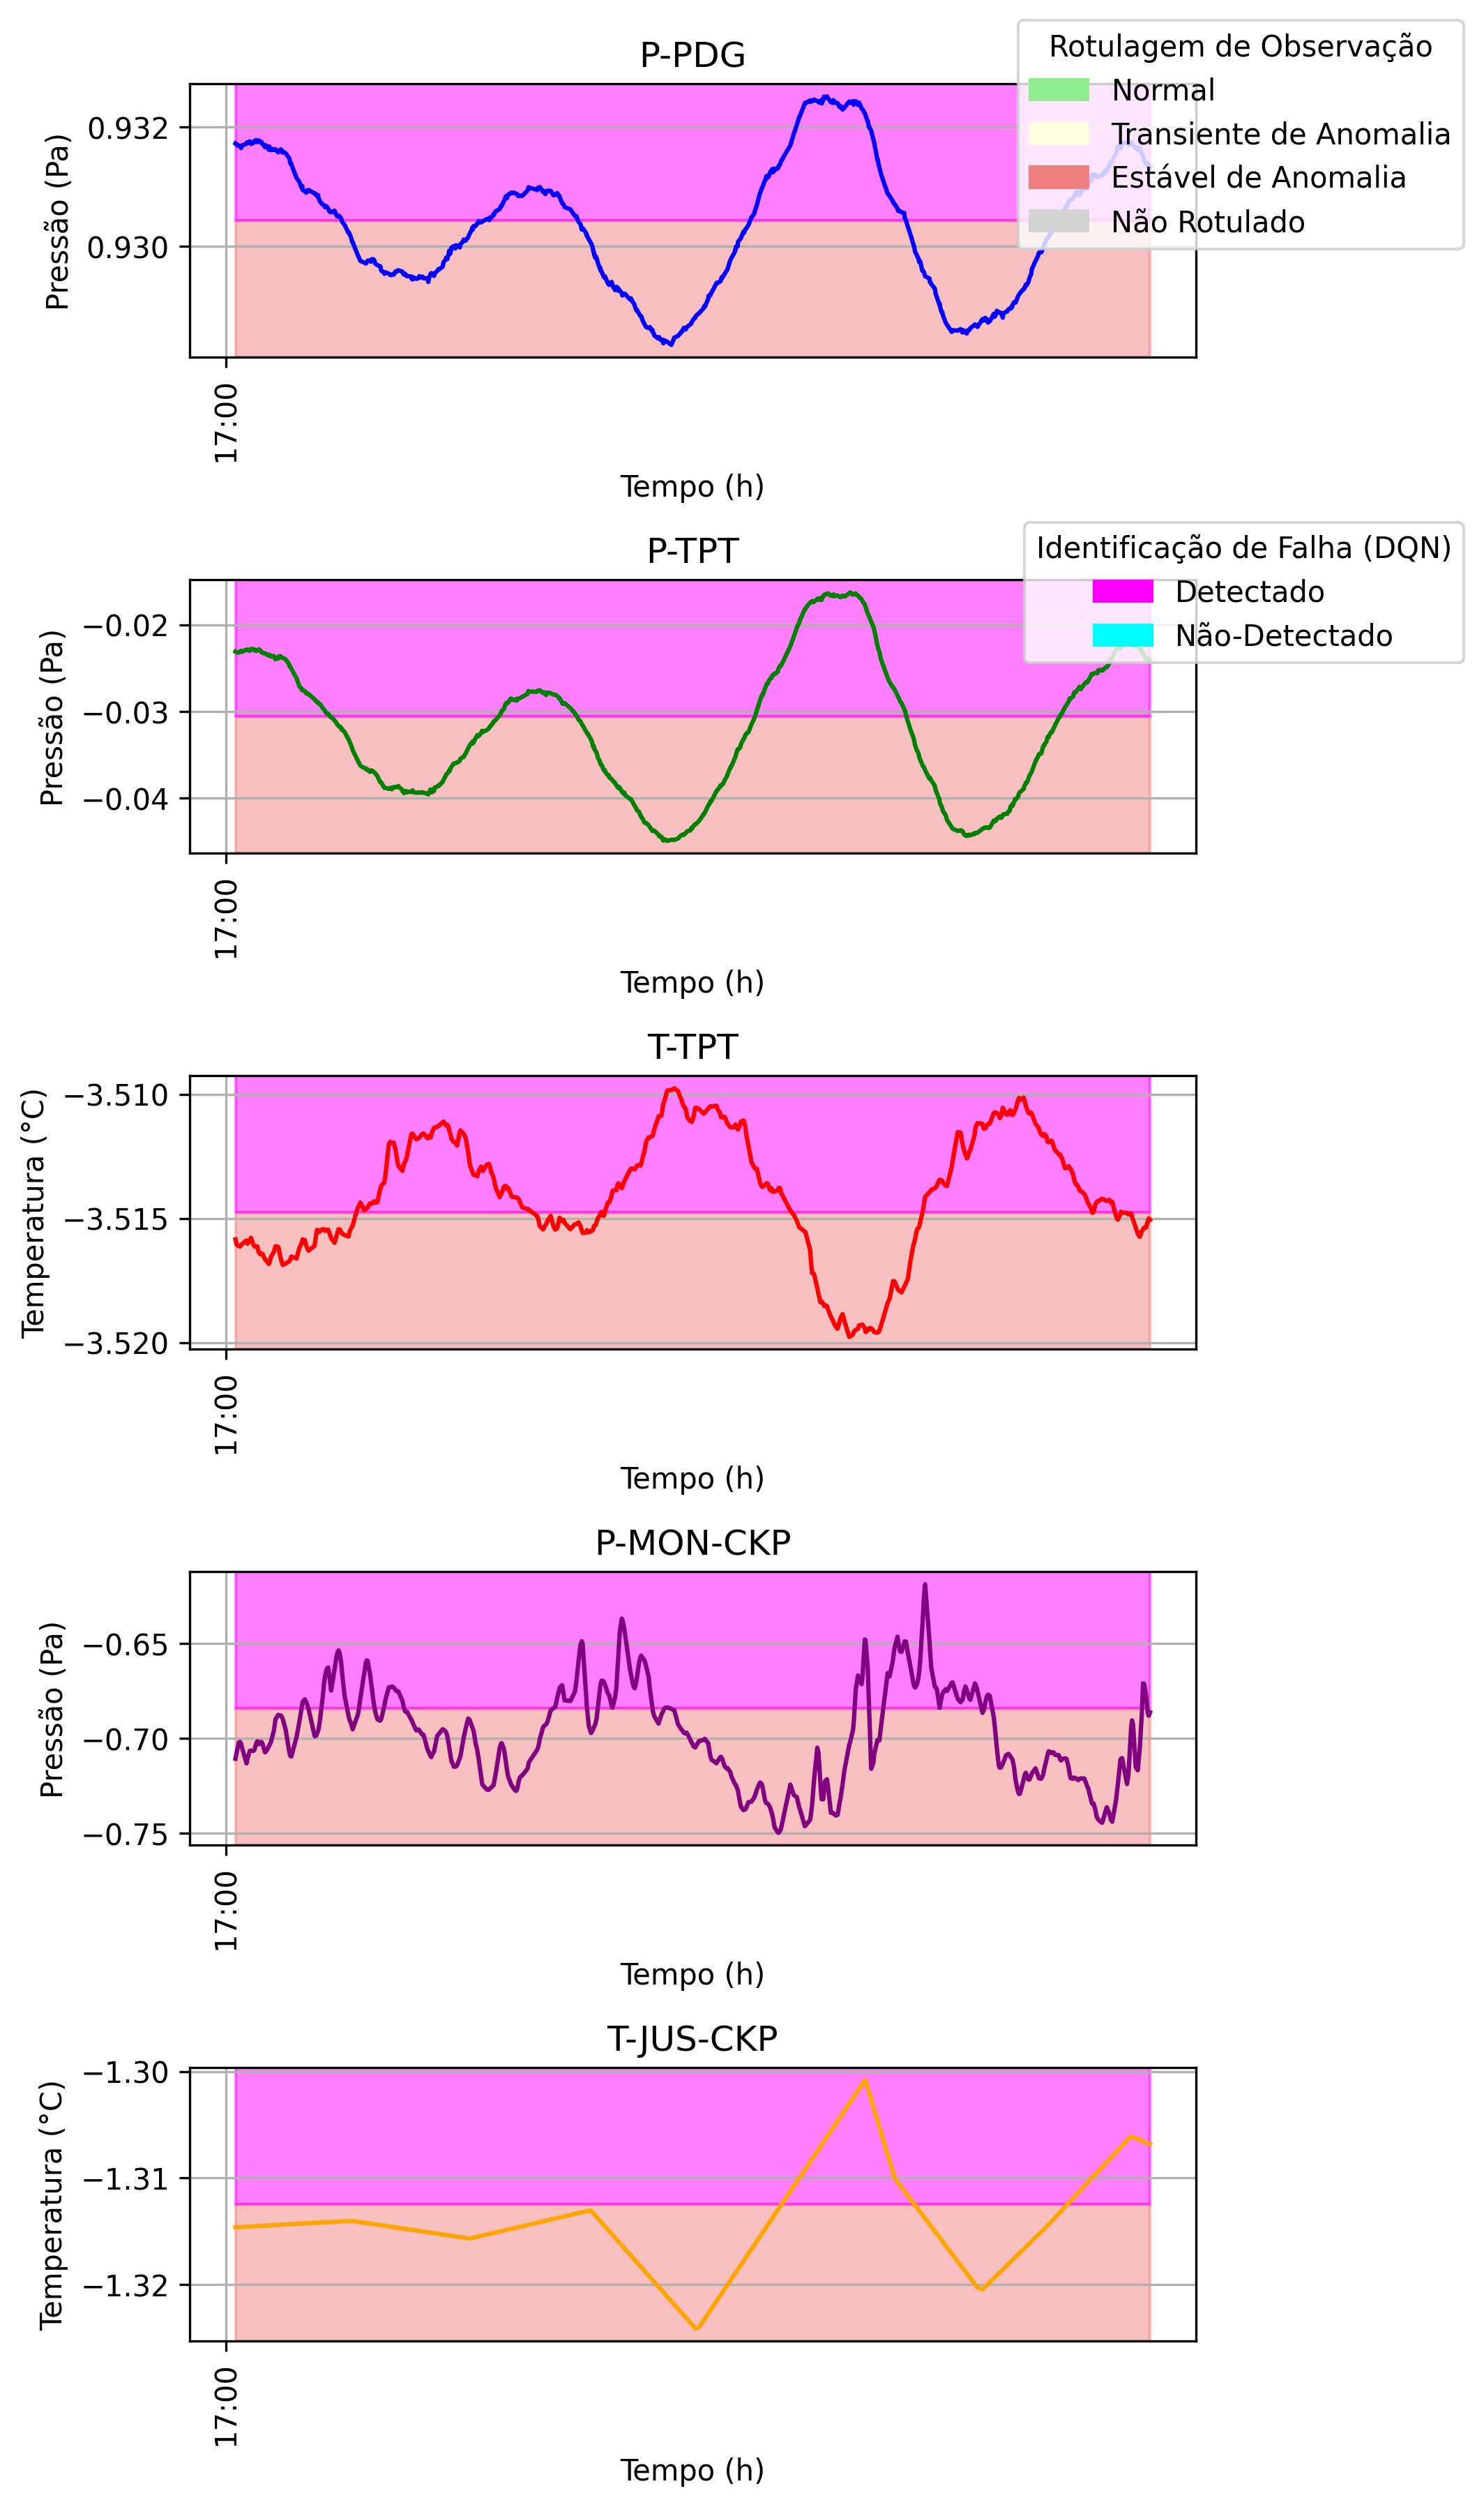 P-PDG
Rotulagem de Observação
Normal
Transiente de Anomalia
Estável de Anomalia
Não Rotulado
Pressão (Pa)
0.932
0.930
17:00
Tempo (h)
P-TPT
Identificação de Falha (DQN)
Detectado
Não-Detectado
Pressão (Pa)
−0.02
−0.03
−0.04
17:00
Tempo (h)
T-TPT
Temperatura (°C)
−3.510
−3.515
−3.520
17:00
Tempo (h)
P-MON-CKP
Pressão (Pa)
−0.65
−0.70
−0.75
17:00
Tempo (h)
T-JUS-CKP
Temperatura (°C)
−1.30
−1.31
−1.32
17:00
Tempo (h)